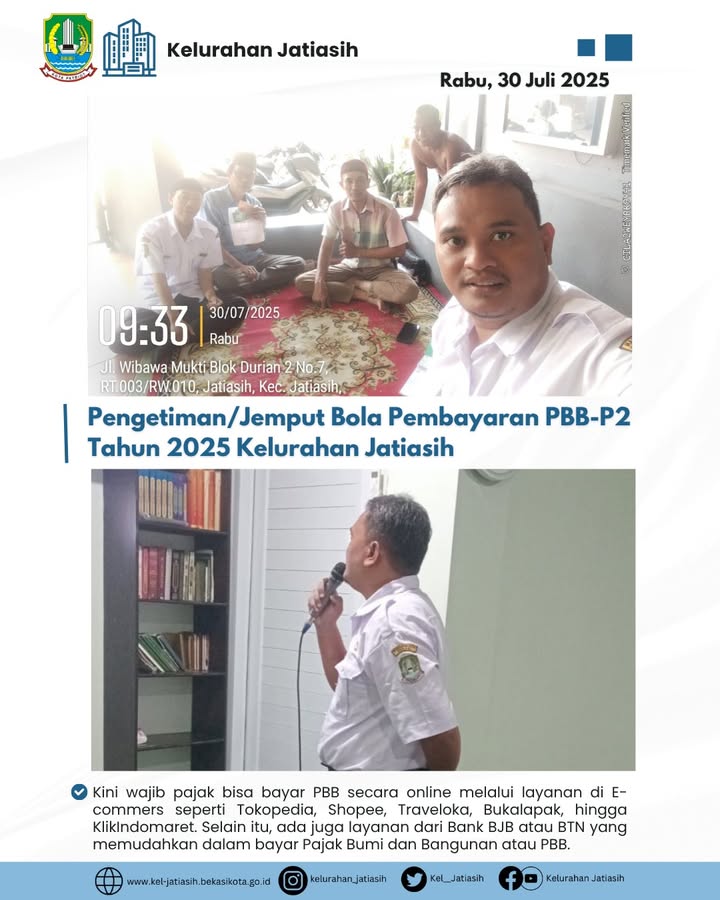 Kelurahan Jatiasih
Rabu, 30 Juli 2025
09:33
30/07/2025
Rabu
Jl. Wibawa Mukti Blok Durian 2 No.7,
RT.003/RW.010, Jatiasih, Kec. Jatiasih,
Timemark Verified
Pengetiman/Jemput Bola Pembayaran PBB-P2
Tahun 2025 Kelurahan Jatiasih
Kini wajib pajak bisa bayar PBB secara online melalui layanan di E-
commers seperti Tokopedia, Shopee, Traveloka, Bukalapak, hingga
KlikIndomaret. Selain itu, ada juga layanan dari Bank BJB atau BTN yang
memudahkan dalam bayar Pajak Bumi dan Bangunan atau PBB.
www.kel-jatiasih.bekasikota.go.id
kelurahan_jatiasih
Kel__Jatiasih
Kelurahan Jatiasih